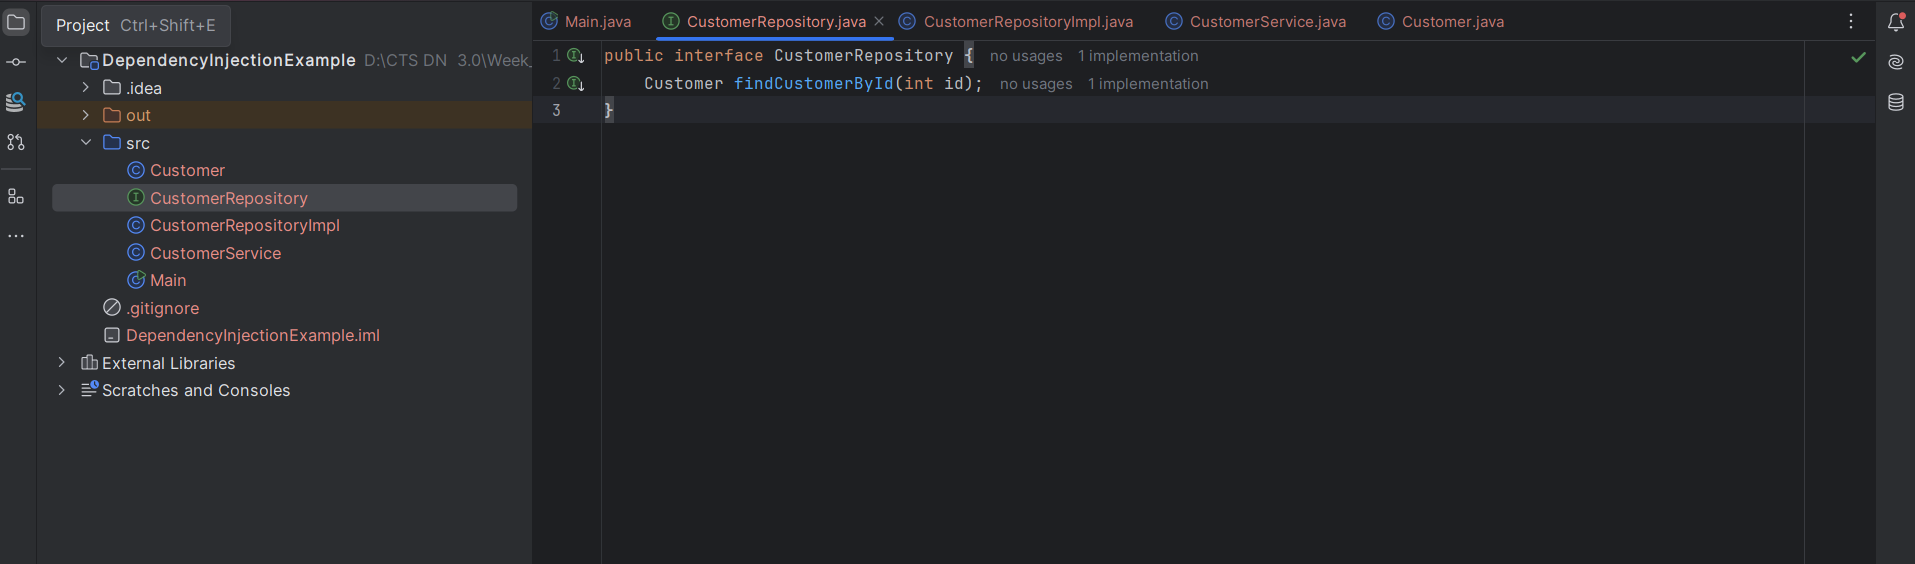 Project Ctrl+Shift+E
DependencyInjectionExample D:\CTS DN 3.0\Week_
.idea
out
src
Customer
CustomerRepository
CustomerRepositoryImpl
CustomerService
Main
.gitignore
DependencyInjectionExample.iml
External Libraries
Scratches and Consoles
Main.java CustomerRepository.java CustomerRepositoryImpl.java CustomerService.java Customer.java
1 public interface CustomerRepository { no usages 1 implementation
2 Customer findCustomerById(int id); no usages 1 implementation
3 }